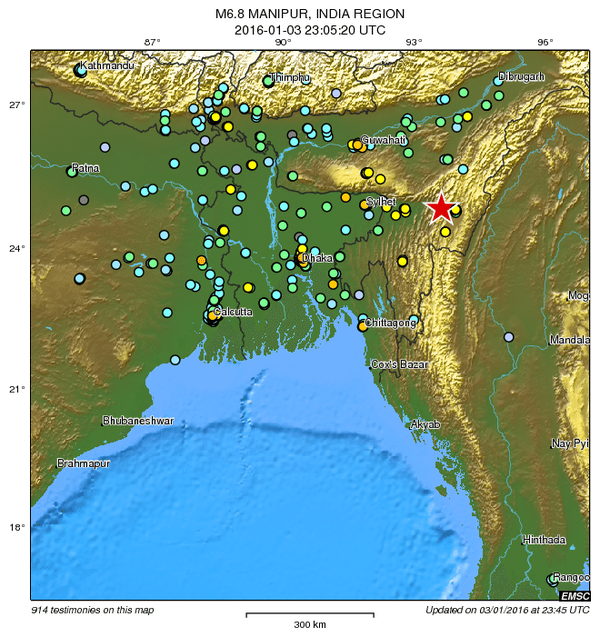 M6.8 MANIPUR, INDIA REGION
2016-01-03 23:05:20 UTC
87° 90° 93° 96°
Kathmandu
Thimphu
Dibrugarh
27°
Guwahati
Patna
Sylhet
24°
Dhaka
Calcutta
Chittagong
Mog
Mandala
Cox's Bazar
21°
Bhubaneshwar
Akyab
Nay Pyi
Brahmapur
18°
Hinthada
Rangoo
EMSC
914 testimonies on this map
Updated on 03/01/2016 at 23:45 UTC
300 km